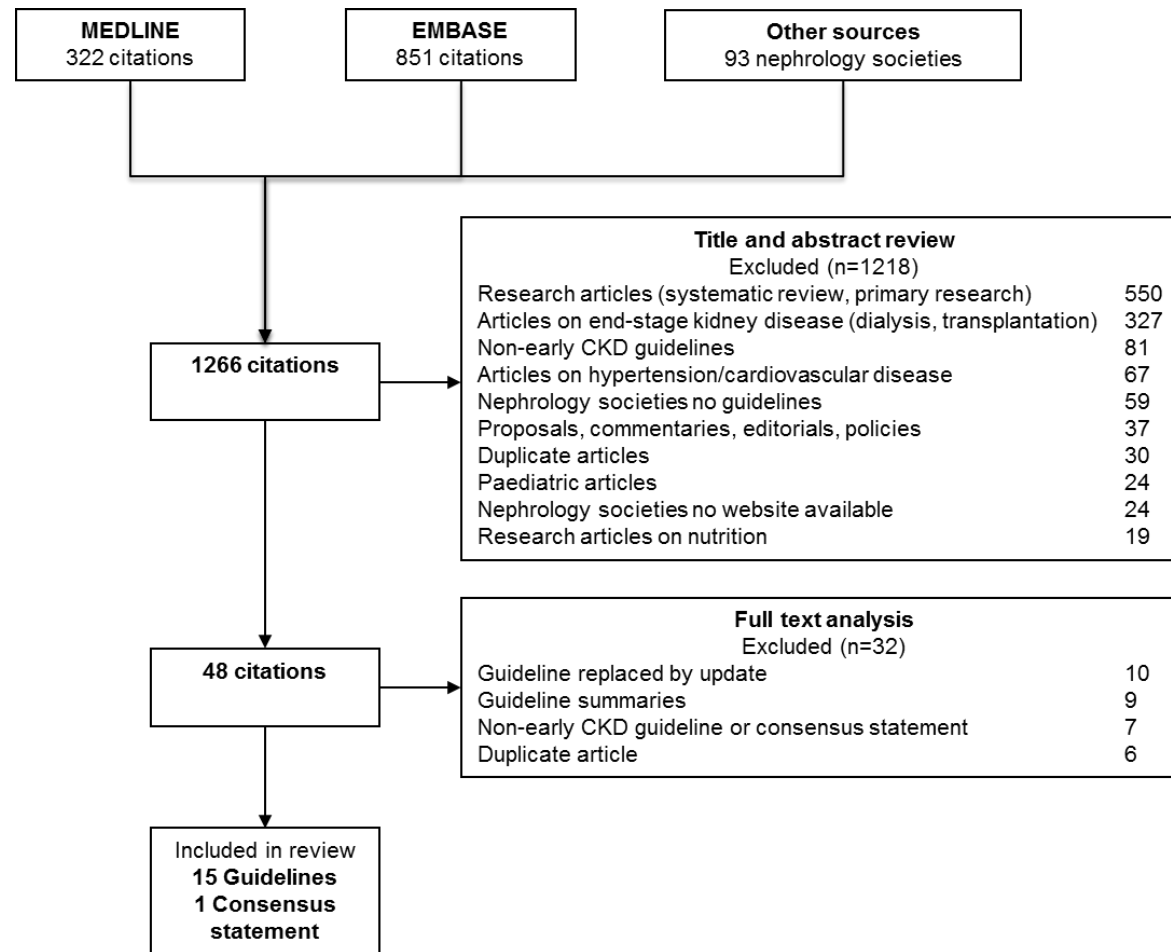 MEDLINE
322 citations
EMBASE
851 citations
Other sources
93 nephrology societies
1266 citations
Title and abstract review
Excluded (n=1218)
Research articles (systematic review, primary research) 550
Articles on end-stage kidney disease (dialysis, transplantation) 327
Non-early CKD guidelines 81
Articles on hypertension/cardiovascular disease 67
Nephrology societies no guidelines 59
Proposals, commentaries, editorials, policies 37
Duplicate articles 30
Paediatric articles 24
Nephrology societies no website available 24
Research articles on nutrition 19
48 citations
Full text analysis
Excluded (n=32)
Guideline replaced by update 10
Guideline summaries 9
Non-early CKD guideline or consensus statement 7
Duplicate article 6
Included in review
15 Guidelines
1 Consensus
statement